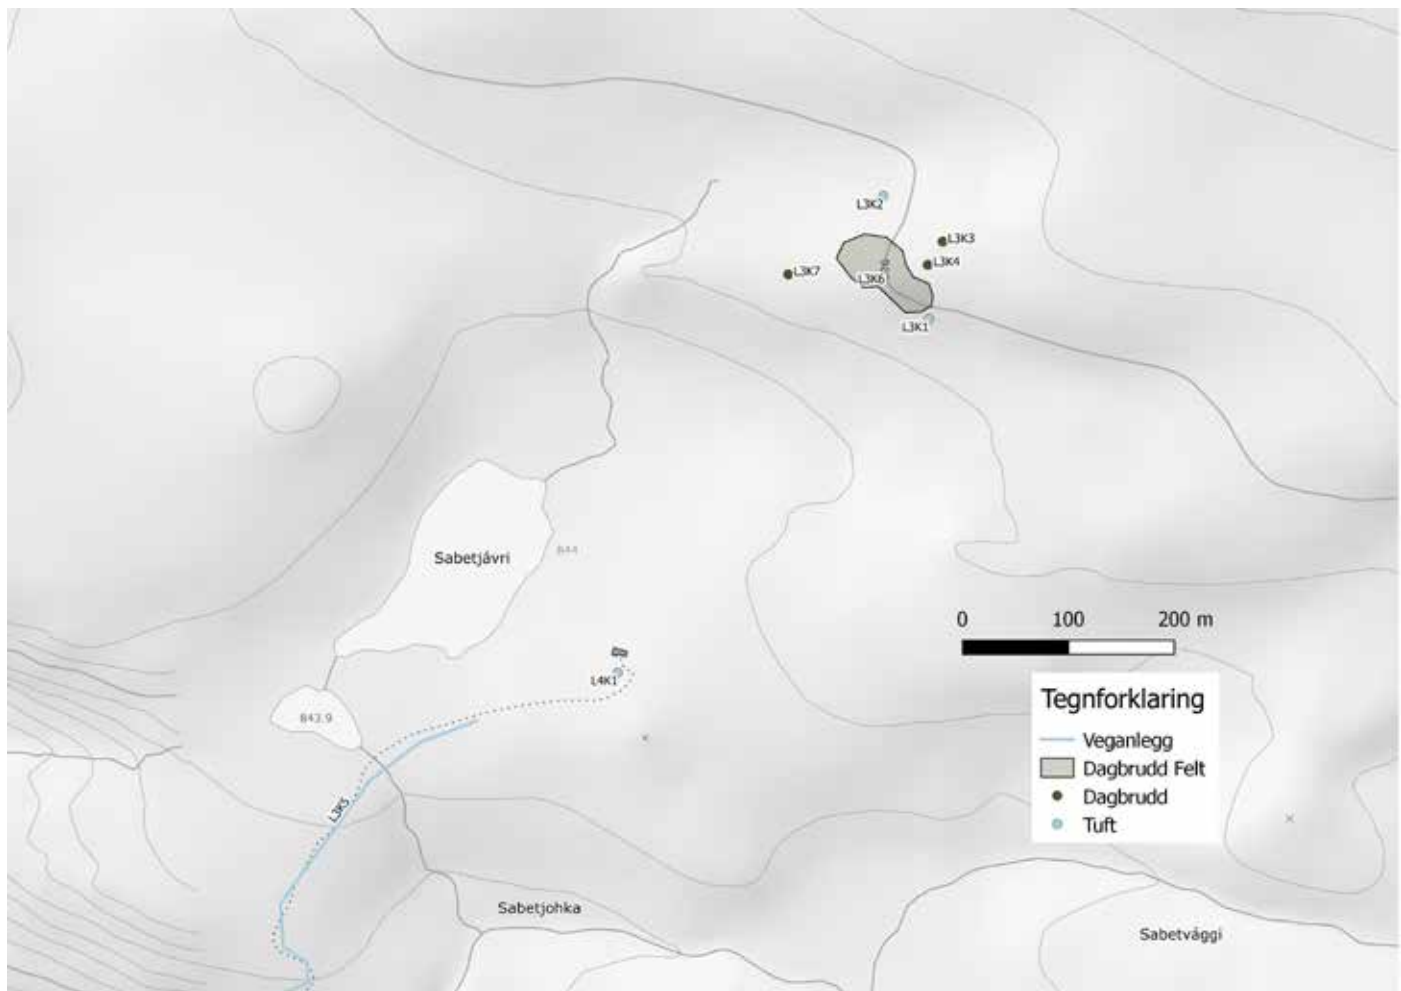 L3K2
L3K3
L3K4
L3K7
L3K6
L3K1
Sabetjávri
844
0 100 200 m
L4K1
Tegnforklaring
843.9
Veganlegg
Dagbrudd Felt
Dagbrudd
L3K5
Tuft
Sabetjohka
Sabetvággi